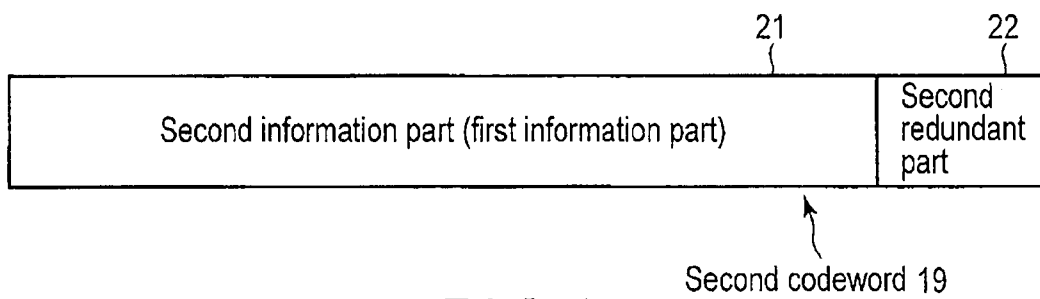 21
22
Second information part (first information part)
Second
redundant
part
Second codeword 19